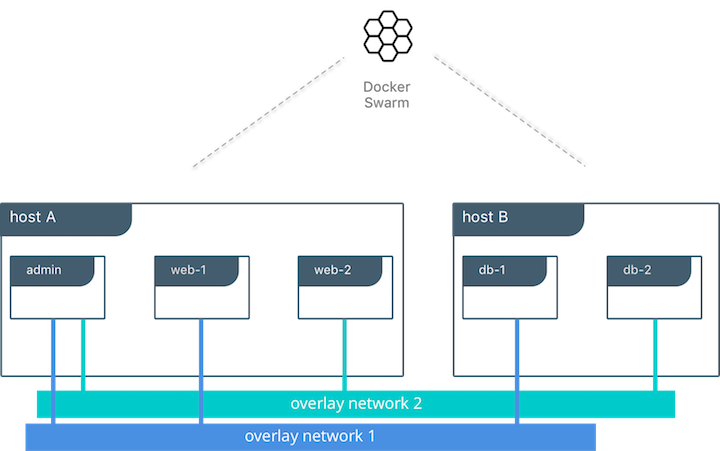 Docker
Swarm
host A
host B
admin
web-1
web-2
db-1
db-2
overlay network 2
overlay network 1